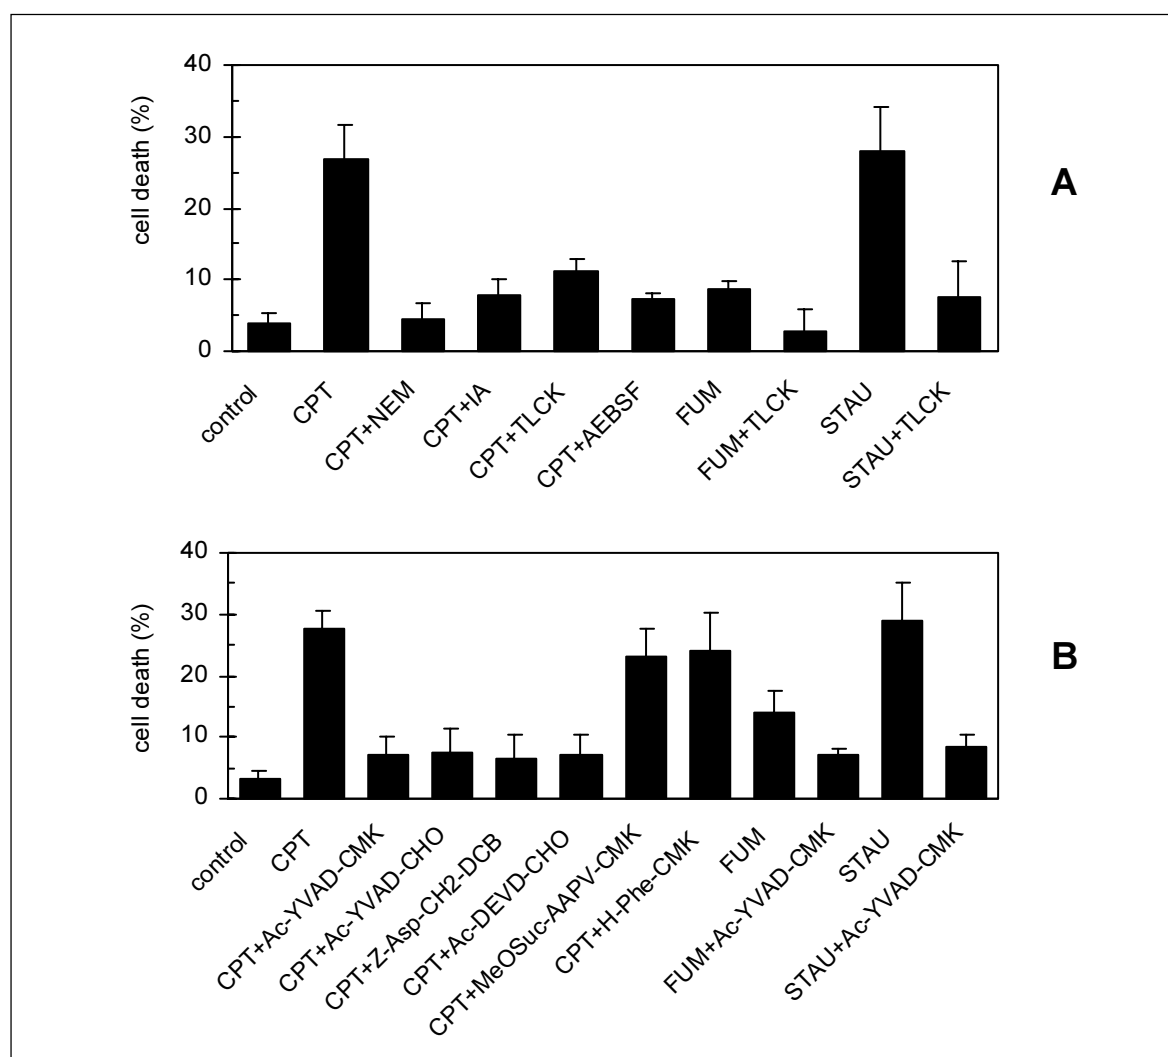 40
30
20
10
0
cell death (%)
A
control
CPT
CPT+NEM
CPT+IA
CPT+TLCK
CPT+AEBSF
FUM
FUM+TLCK
STAU
STAU+TLCK
40
30
20
10
0
cell death (%)
B
control
CPT
CPT+Ac-YVAD-CMK
CPT+Ac-YVAD-CHO
CPT+Z-Asp-CH2-DCB
CPT+Ac-DEVD-CHO
CPT+MeOSuc-AAPV-CMK
CPT+H-Phe-CMK
FUM
FUM+Ac-YVAD-CMK
STAU
STAU+Ac-YVAD-CMK